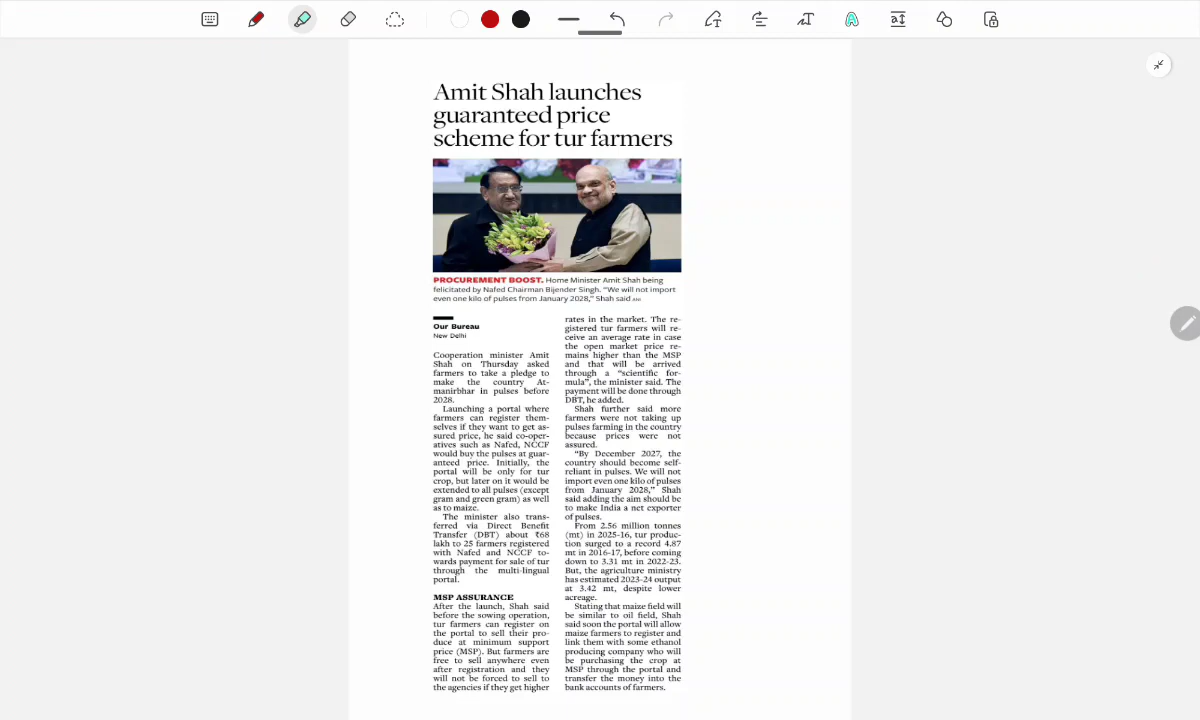 Amit Shah launches
guaranteed price
scheme for tur farmers
PROCUREMENT BOOST. Home Minister Amit Shah being
felicitated by Nafed Chairman Bijender Singh. “We will not import
even one kilo of pulses from January 2028,” Shah said ANI
Our Bureau
New Delhi
Cooperation minister Amit
Shah on Thursday asked
farmers to take a pledge to
make the country At-
manirbhar in pulses before
2028.
Launching a portal where
farmers can register them-
selves if they want to get as-
sured price, he said co-oper-
atives such as Nafed, NCCF
would buy the pulses at guar-
anteed price. Initially, the
portal will be only for tur
crop, but later on it would be
extended to all pulses (except
gram and green gram) as well
as to maize.
The minister also trans-
ferred via Direct Benefit
Transfer (DBT) about ₹68
lakh to 25 farmers registered
with Nafed and NCCF to-
wards payment for sale of tur
through the multi-lingual
portal.
MSP ASSURANCE
After the launch, Shah said
before the sowing operation,
tur farmers can register on
the portal to sell their pro-
duce at minimum support
price (MSP). But farmers are
free to sell anywhere even
after registration and they
will not be forced to sell to
the agencies if they get higher
rates in the market. The re-
gistered tur farmers will re-
ceive an average rate in case
the open market price re-
mains higher than the MSP
and that will be arrived
through a “scientific for-
mula”, the minister said. The
payment will be done through
DBT, he added.
Shah further said more
farmers were not taking up
pulses farming in the country
because prices were not
assured.
“By December 2027, the
country should become self-
reliant in pulses. We will not
import even one kilo of pulses
from January 2028,” Shah
said adding the aim should be
to make India a net exporter
of pulses.
From 2.56 million tonnes
(mt) in 2025-16, tur produc-
tion surged to a record 4.87
mt in 2016-17, before coming
down to 3.31 mt in 2022-23.
But, the agriculture ministry
has estimated 2023-24 output
at 3.42 mt, despite lower
acreage.
Stating that maize field will
be similar to oil field, Shah
said soon the portal will allow
maize farmers to register and
link them with some ethanol
producing company who will
be purchasing the crop at
MSP through the portal and
transfer the money into the
bank accounts of farmers.